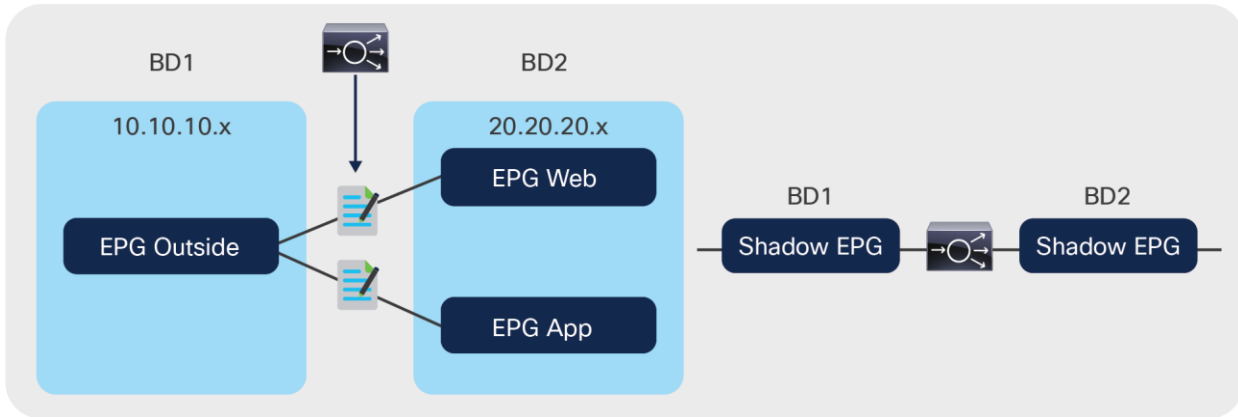 BD1
BD2
10.10.10.x
20.20.20.x
EPG Web
EPG Outside
EPG App
BD1
BD2
Shadow EPG
Shadow EPG